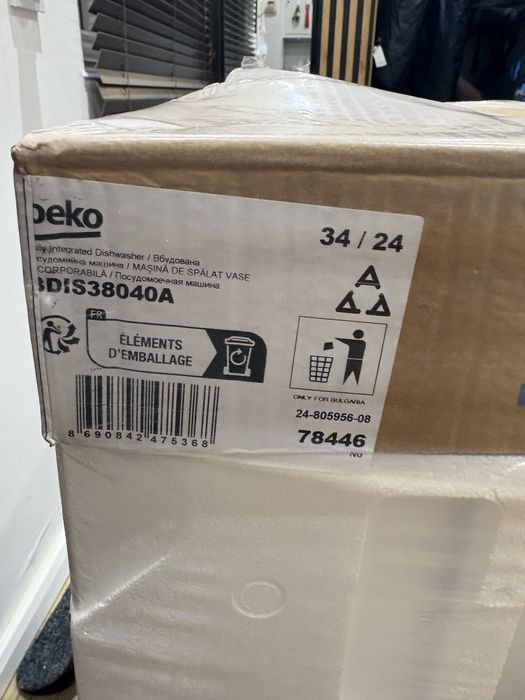 beko
34 / 24
Fully Integrated Dishwasher / Вбудована
посудомийна машина / MAȘINĂ DE SPĂLAT VASE
INCORPORABILĂ / Посудомоечная машина
BDIS38040A
FR
ÉLÉMENTS
D'EMBALLAGE
ONLY FOR BULGARIA
24-805956-08
8 690842 475368
78446
NU